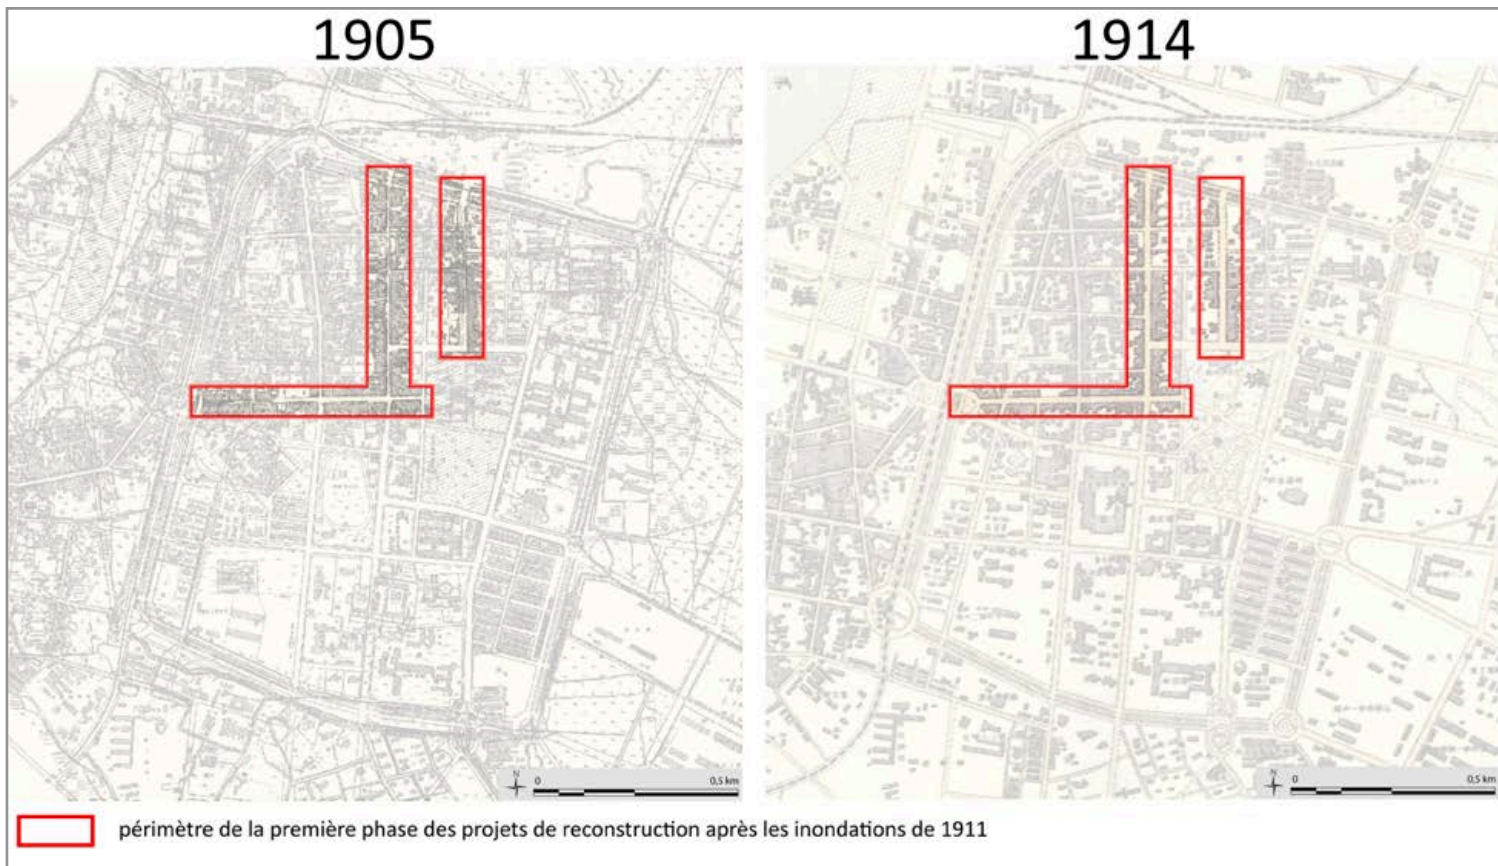 1905
1914
N
0
0,5 km
N
0
0,5 km
périmètre de la première phase des projets de reconstruction après les inondations de 1911